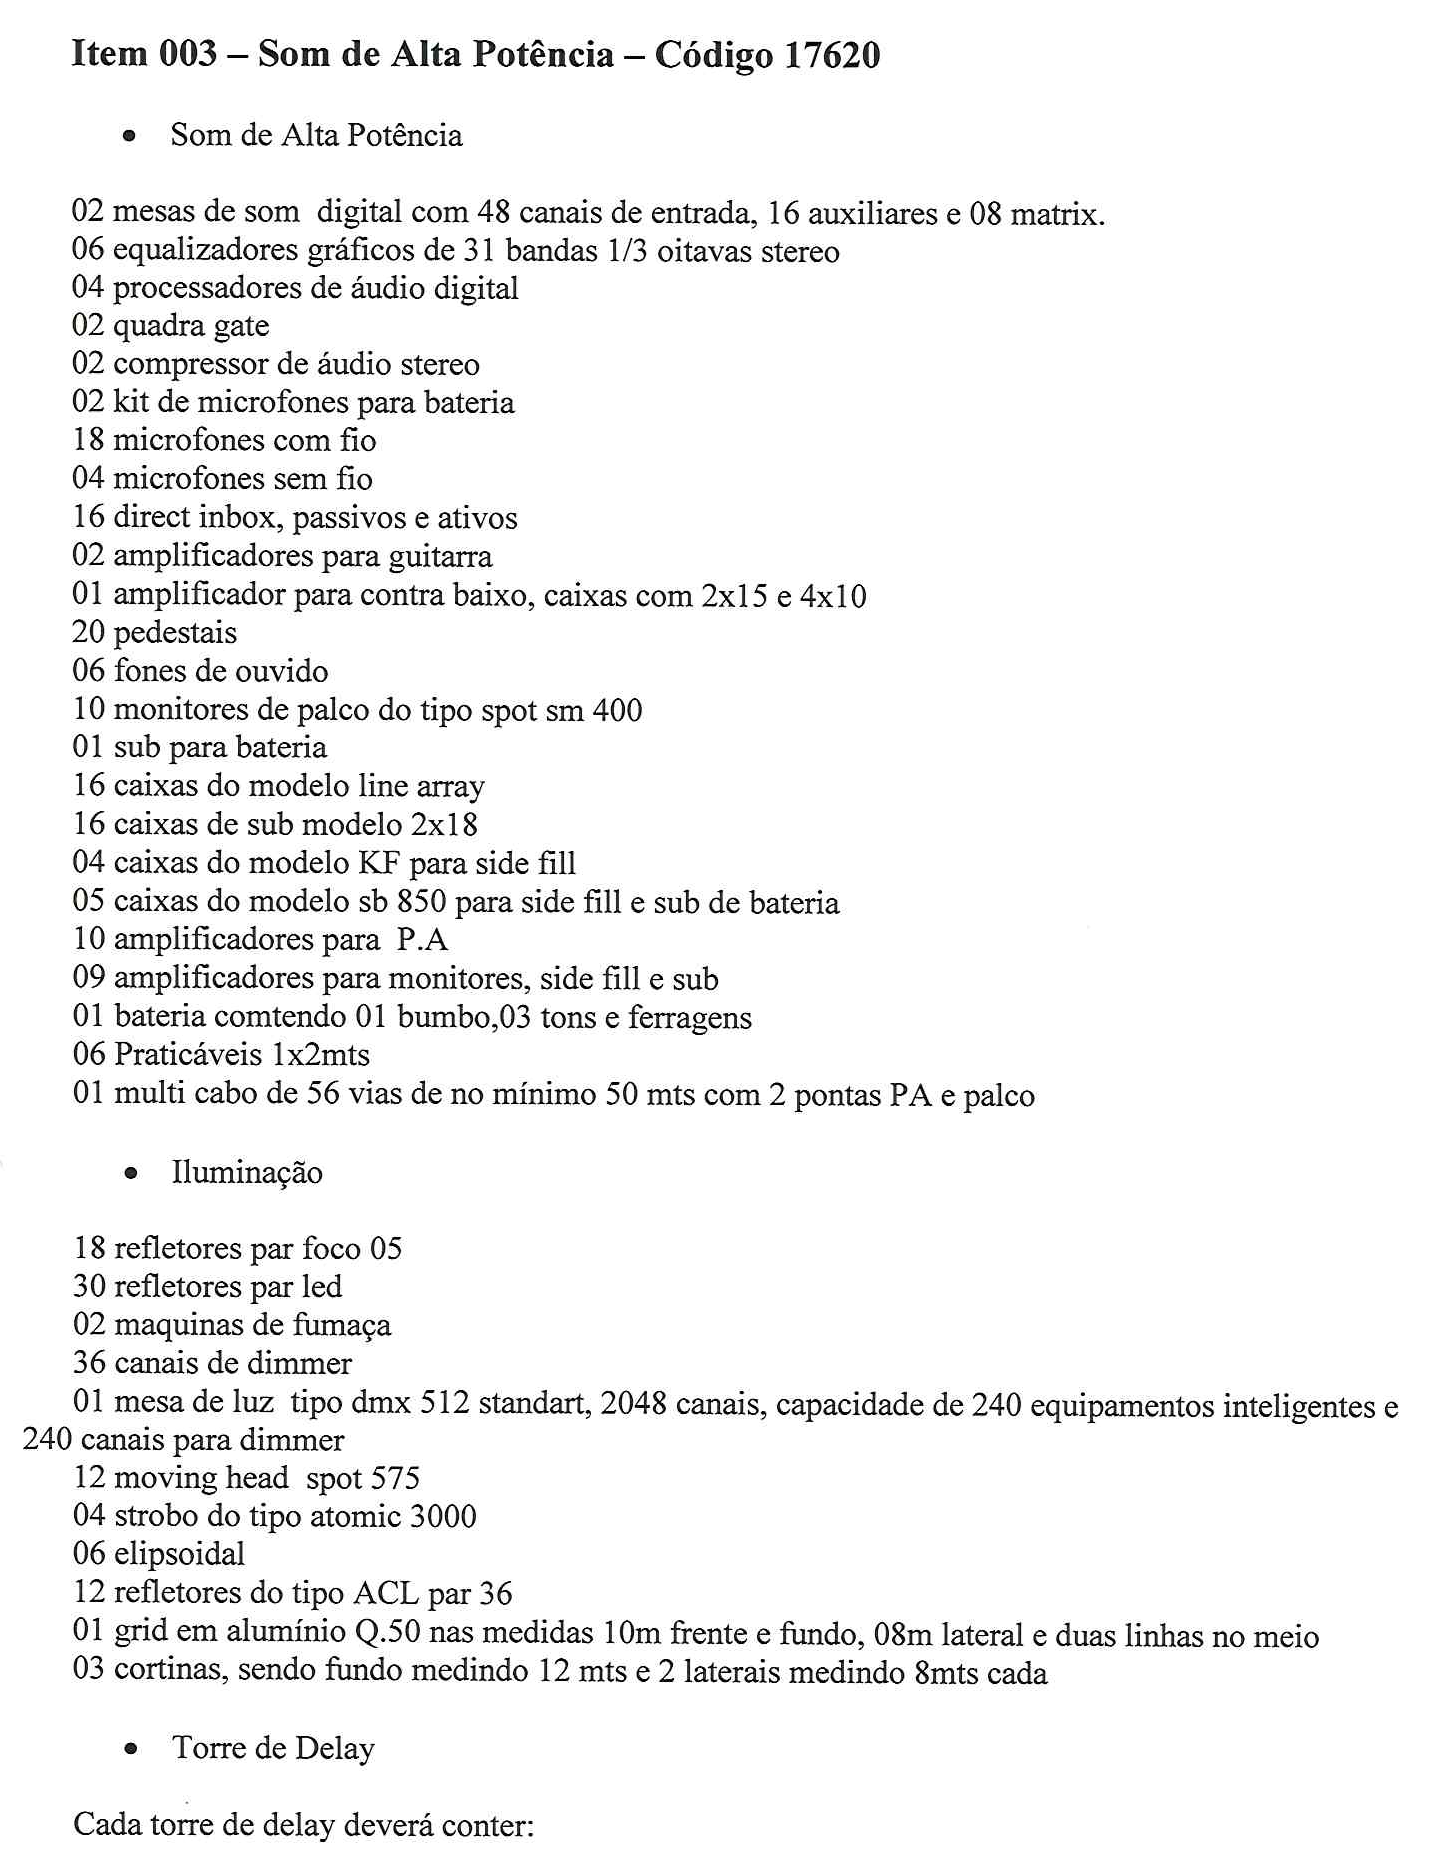 Item 003 – Som de Alta Potência – Código 17620
• Som de Alta Potência
02 mesas de som  digital com 48 canais de entrada, 16 auxiliares e 08 matrix.
06 equalizadores gráficos de 31 bandas 1/3 oitavas stereo
04 processadores de áudio digital
02 quadra gate
02 compressor de áudio stereo
02 kit de microfones para bateria
18 microfones com fio
04 microfones sem fio
16 direct inbox, passivos e ativos
02 amplificadores para guitarra
01 amplificador para contra baixo, caixas com 2x15 e 4x10
20 pedestais
06 fones de ouvido
10 monitores de palco do tipo spot sm 400
01 sub para bateria
16 caixas do modelo line array
16 caixas de sub modelo 2x18
04 caixas do modelo KF para side fill
05 caixas do modelo sb 850 para side fill e sub de bateria
10 amplificadores para  P.A
09 amplificadores para monitores, side fill e sub
01 bateria comtendo 01 bumbo,03 tons e ferragens
06 Praticáveis 1x2mts
01 multi cabo de 56 vias de no mínimo 50 mts com 2 pontas PA e palco
• Iluminação
18 refletores par foco 05
30 refletores par led
02 maquinas de fumaça
36 canais de dimmer
01 mesa de luz  tipo dmx 512 standart, 2048 canais, capacidade de 240 equipamentos inteligentes e
240 canais para dimmer
12 moving head  spot 575
04 strobo do tipo atomic 3000
06 elipsoidal
12 refletores do tipo ACL par 36
01 grid em alumínio Q.50 nas medidas 10m frente e fundo, 08m lateral e duas linhas no meio
03 cortinas, sendo fundo medindo 12 mts e 2 laterais medindo 8mts cada
• Torre de Delay
Cada torre de delay deverá conter: